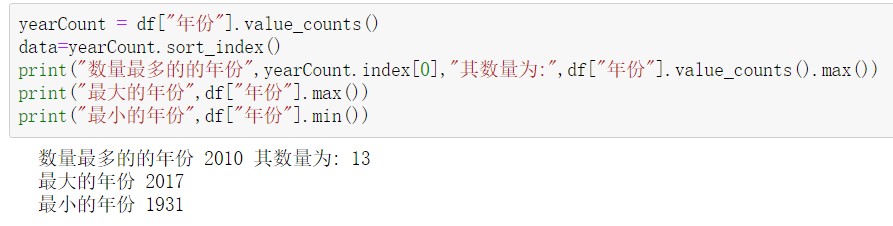 yearCount = df["年份"].value_counts()
data=yearCount.sort_index()
print("数量最多的的年份",yearCount.index[0],"其数量为:",df["年份"].value_counts().max())
print("最大的年份",df["年份"].max())
print("最小的年份",df["年份"].min())
数量最多的的年份 2010 其数量为: 13
最大的年份 2017
最小的年份 1931